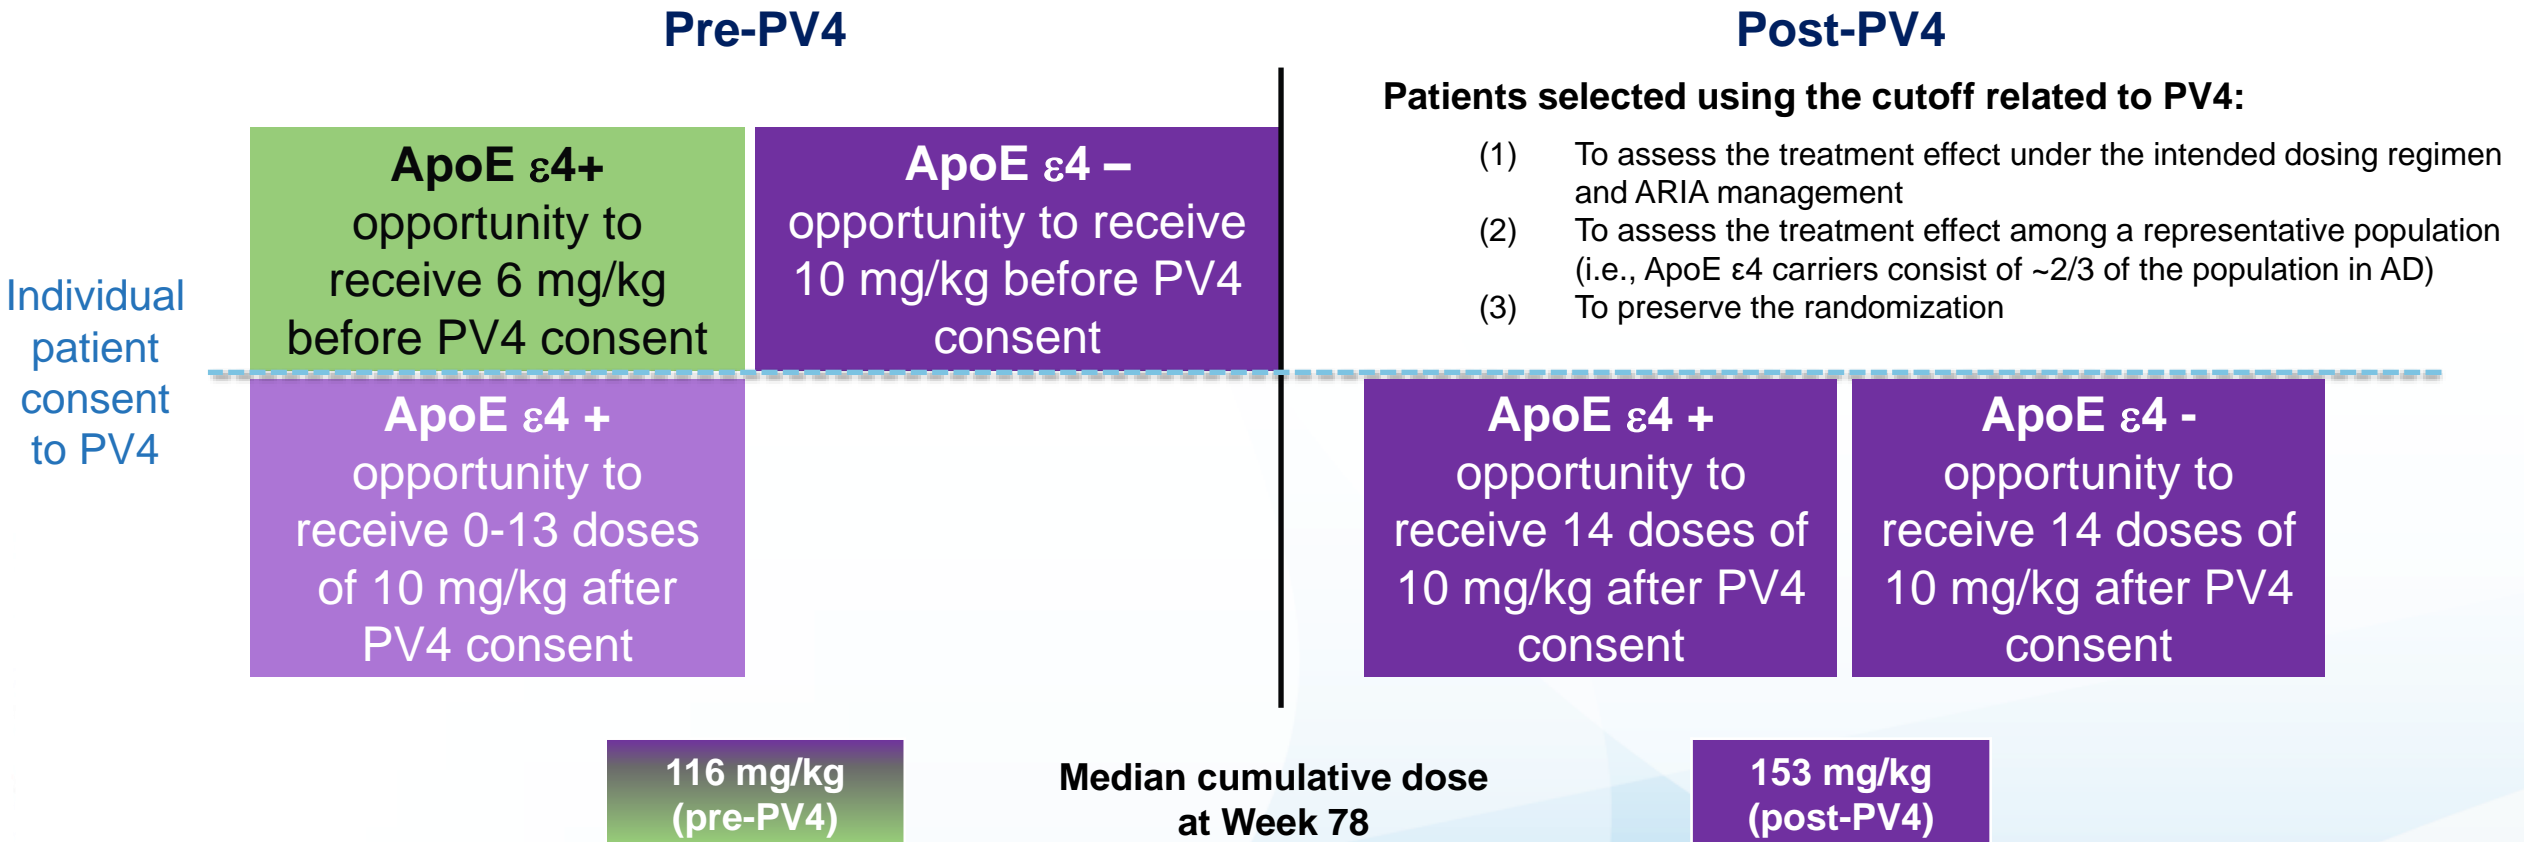 Pre-PV4
Post-PV4
Patients selected using the cutoff related to PV4:
(1) To assess the treatment effect under the intended dosing regimen
and ARIA management
(2) To assess the treatment effect among a representative population
(i.e., ApoE ε4 carriers consist of ~2/3 of the population in AD)
(3) To preserve the randomization
Individual
patient
consent
to PV4
ApoE ε4+
opportunity to
receive 6 mg/kg
before PV4 consent
ApoE ε4 –
opportunity to receive
10 mg/kg before PV4
consent
ApoE ε4 +
opportunity to
receive 0-13 doses
of 10 mg/kg after
PV4 consent
ApoE ε4 +
opportunity to
receive 14 doses of
10 mg/kg after PV4
consent
ApoE ε4 -
opportunity to
receive 14 doses of
10 mg/kg after PV4
consent
116 mg/kg
(pre-PV4)
Median cumulative dose
at Week 78
153 mg/kg
(post-PV4)